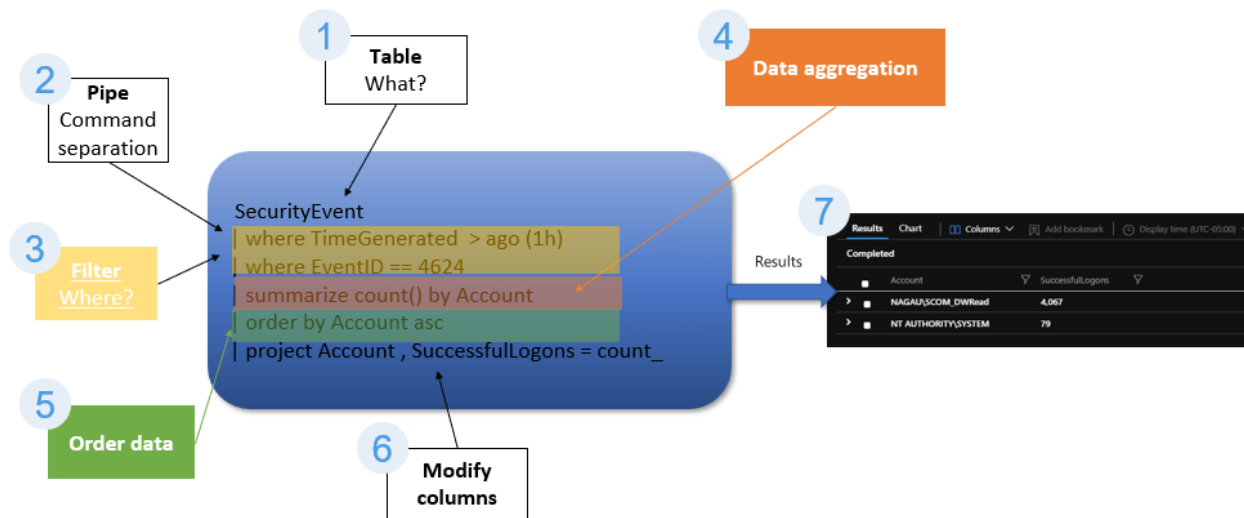 1
Table
What?
2
Pipe
Command
separation
3
Filter
Where?
4
Data aggregation
SecurityEvent
| where TimeGenerated > ago (1h)
| where EventID == 4624
| summarize count() by Account
| order by Account asc
| project Account , SuccessfulLogons = count_
5
Order data
6
Modify
columns
Results
7
Results Chart Columns Add bookmark Display time (UTC-05:00)
Completed
Account SuccessfulLogons
NAGAU\SCOM_DWRead 4,067
NT AUTHORITY\SYSTEM 79